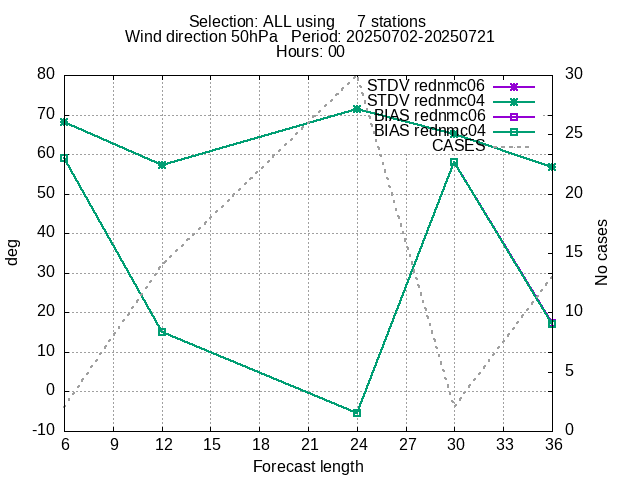 Selection: ALL using     7 stations
Wind direction 50hPa   Period: 20250702-20250721
Hours: 00
80
70
60
50
40
30
20
10
0
-10
30
25
20
15
10
5
0
STDV rednmc06
STDV rednmc04
BIAS rednmc06
BIAS rednmc04
CASES
deg
No cases
6 9 12 15 18 21 24 27 30 33 36
Forecast length